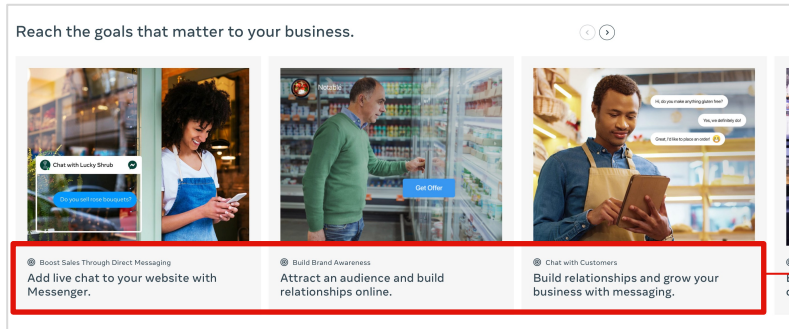 Reach the goals that matter to your business.
Chat with Lucky Shrub
Do you sell rose bouquets?
Boost Sales Through Direct Messaging
Add live chat to your website with
Messenger.
Notable
Get Offer
Build Brand Awareness
Attract an audience and build
relationships online.
Hi, do you make anything gluten free?
Yes, we definitely do!
Great, I'd like to place an order!
Chat with Customers
Build relationships and grow your
business with messaging.